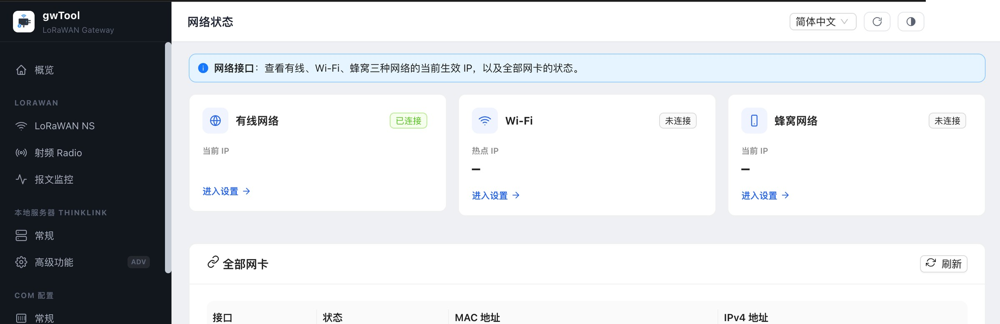 gwTool
LoRaWAN Gateway
概览
LORAWAN
LoRaWAN NS
射频 Radio
报文监控
本地服务器 THINKLINK
常规
高级功能 ADV
COM 配置
常规
网络状态
简体中文
网络接口：查看有线、Wi-Fi、蜂窝三种网络的当前生效 IP，以及全部网卡的状态。
有线网络 已连接
当前 IP
进入设置 →
Wi-Fi 未连接
热点 IP
–
进入设置 →
蜂窝网络 未连接
当前 IP
–
进入设置 →
全部网卡 刷新
接口 状态 MAC 地址 IPv4 地址